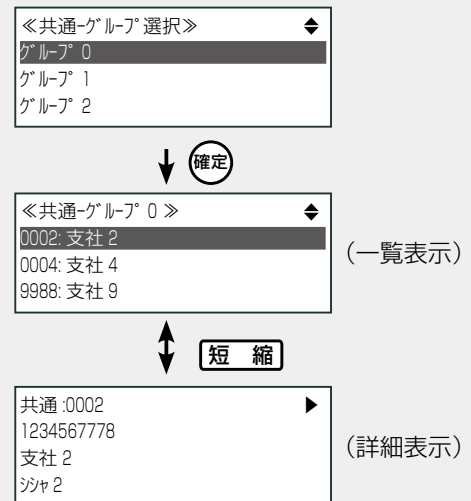 ≪共通-ｸﾞﾙｰﾌﾟ選択≫
ｸﾞﾙｰﾌﾟ 0
ｸﾞﾙｰﾌﾟ 1
ｸﾞﾙｰﾌﾟ 2
確定
≪共通-ｸﾞﾙｰﾌﾟ 0 ≫
0002: 支社 2
0004: 支社 4
9988: 支社 9
（一覧表示）
短 縮
共通 :0002
1234567778
支社 2
ｼｼｬ 2
（詳細表示）